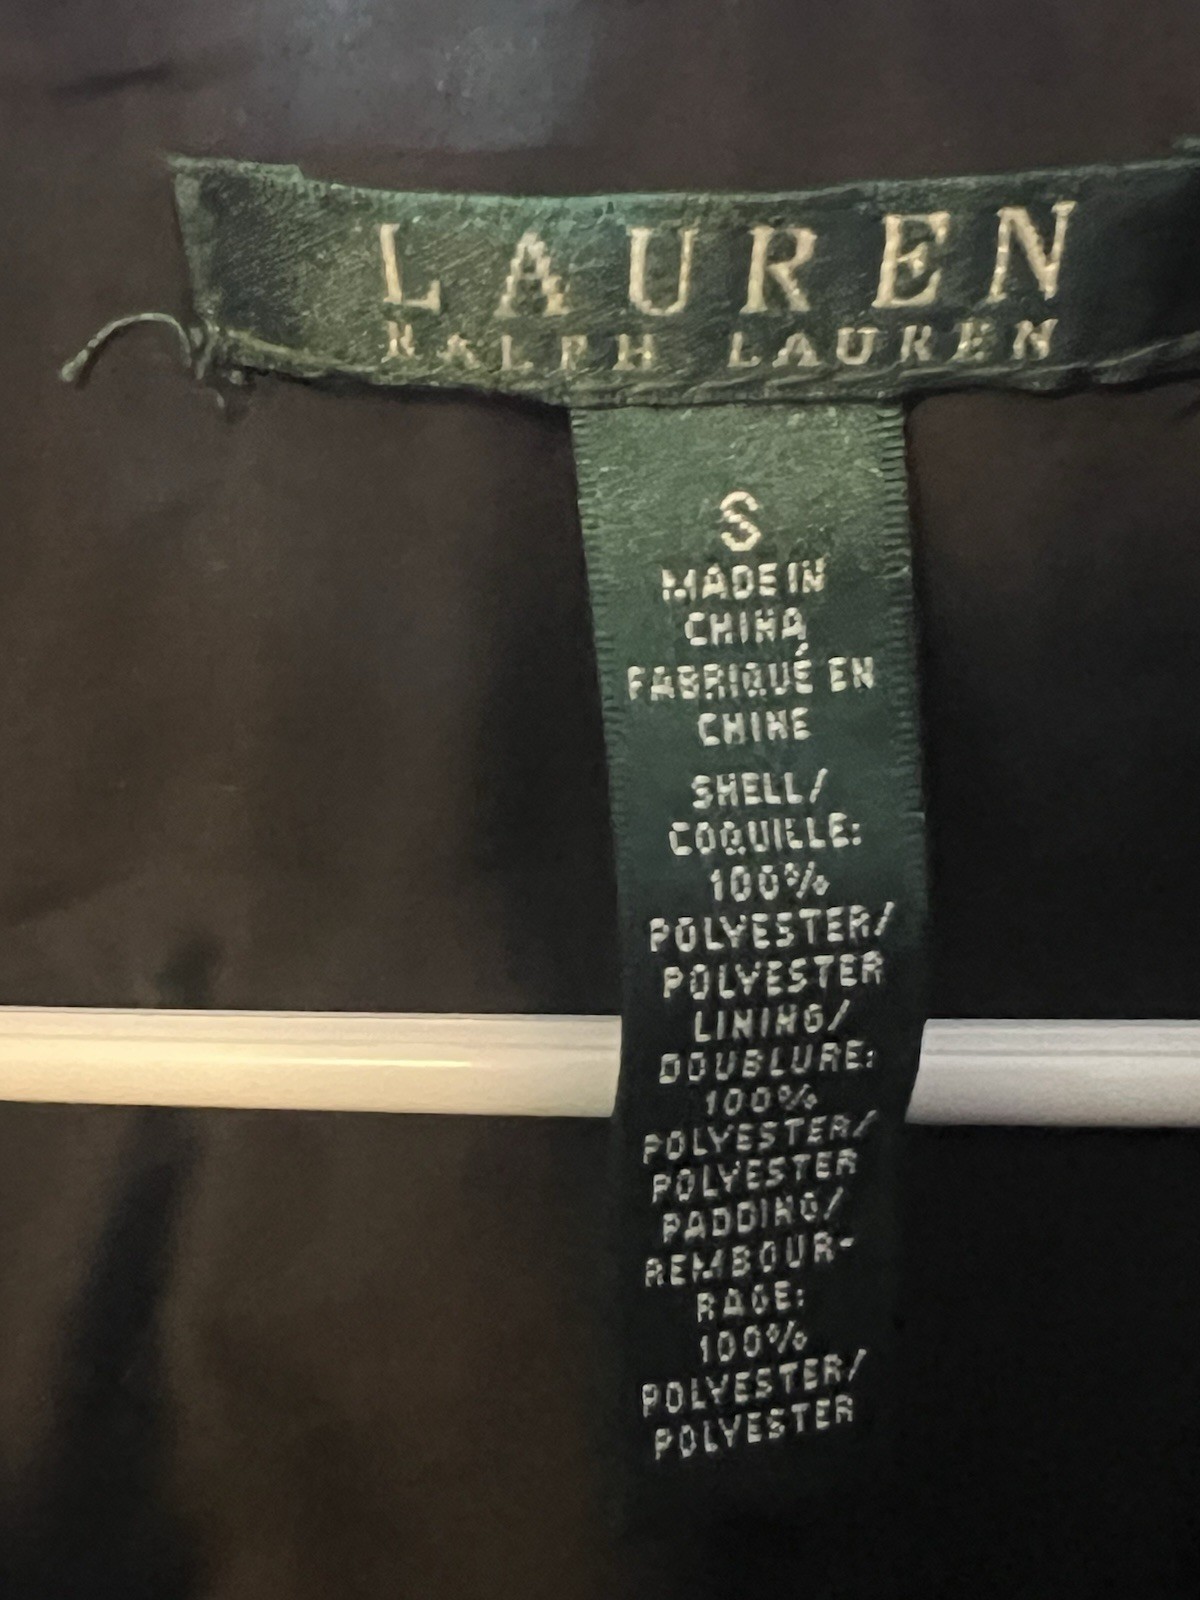 LAUREN
RALPH LAUREN
S
MADE IN
CHINA
FABRIQUÉ EN
CHINE
SHELL/
COQUILLE:
100%
POLYESTER/
POLYESTER
LINING/
DOUBLURE:
100%
POLYESTER/
POLYESTER
PADDING/
REMBOUR-
RAGE:
100%
POLYESTER/
POLYESTER